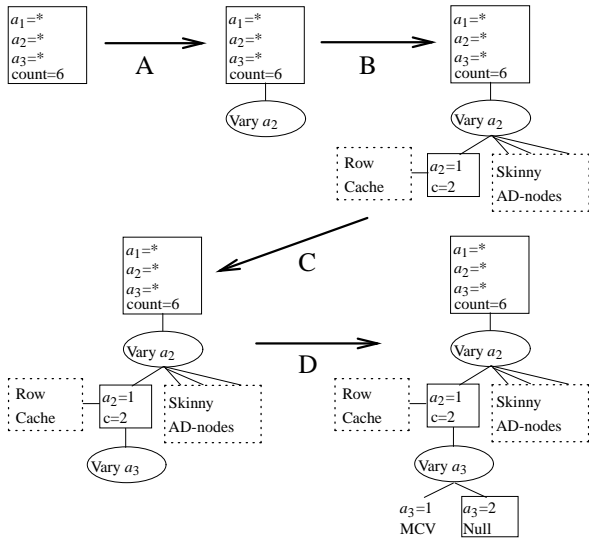 a1=*
a2=*
a3=*
count=6
A
a1=*
a2=*
a3=*
count=6
Vary a2
B
a1=*
a2=*
a3=*
count=6
Vary a2
Row
Cache
a2=1
c=2
Skinny
AD-nodes
C
a1=*
a2=*
a3=*
count=6
Vary a2
Row
Cache
a2=1
c=2
Skinny
AD-nodes
Vary a3
D
a1=*
a2=*
a3=*
count=6
Vary a2
Row
Cache
a2=1
c=2
Skinny
AD-nodes
Vary a3
a3=1
MCV
a3=2
Null